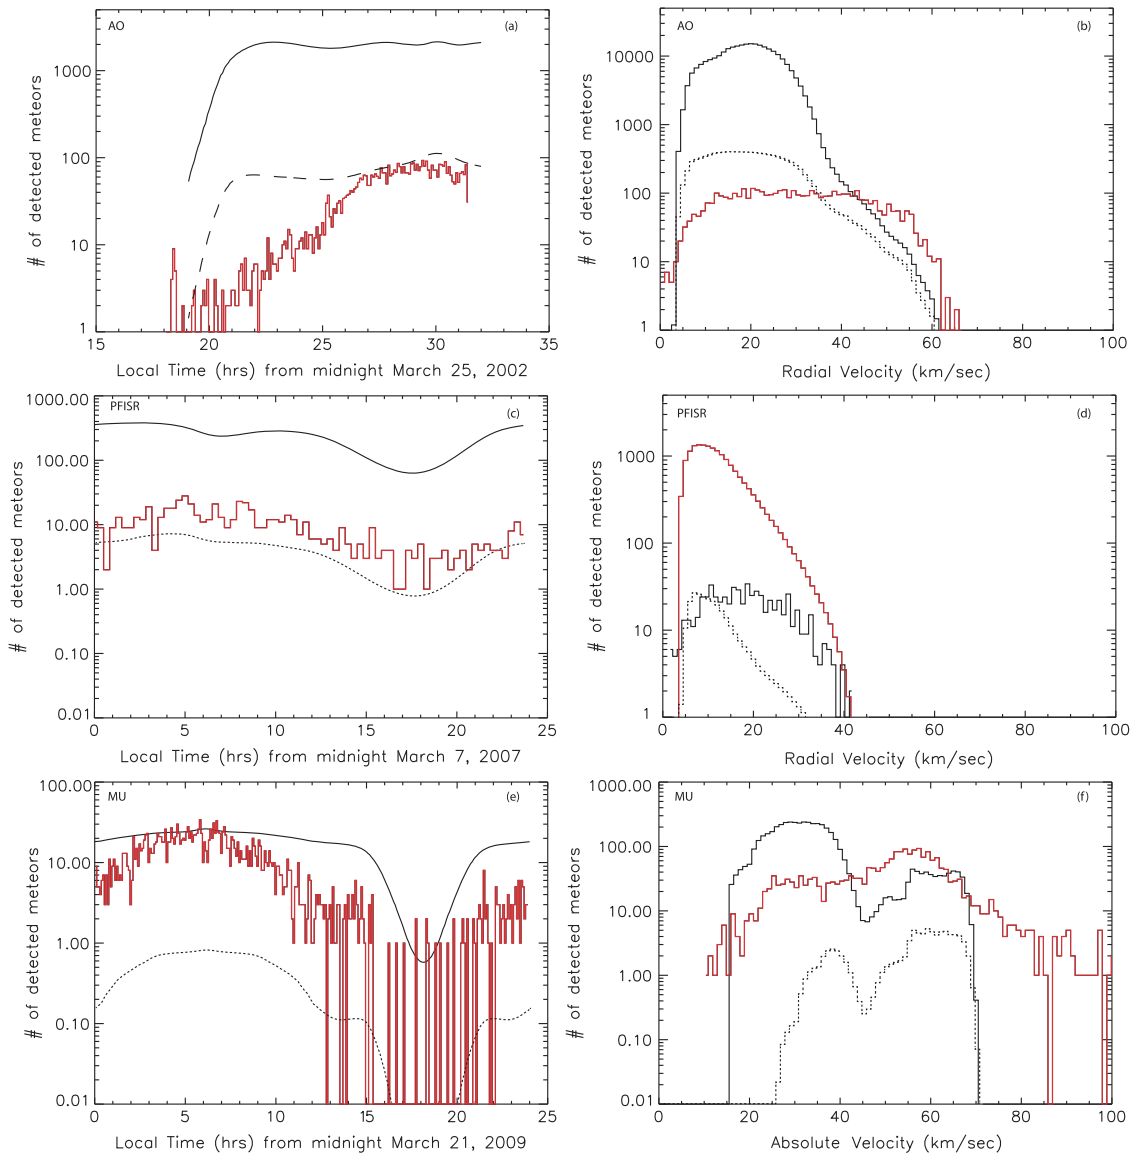 AO
(a)
# of detected meteors
1000
100
10
1
15
20
25
30
35
Local Time (hrs) from midnight March 25, 2002
AO
(b)
# of detected meteors
10000
1000
100
10
1
0
20
40
60
80
100
Radial Velocity (km/sec)
PFISR
(c)
# of detected meteors
1000.00
100.00
10.00
1.00
0.10
0.01
0
5
10
15
20
25
Local Time (hrs) from midnight March 7, 2007
PFISR
(d)
# of detected meteors
1000
100
10
1
0
20
40
60
80
100
Radial Velocity (km/sec)
MU
(e)
# of detected meteors
100.00
10.00
1.00
0.10
0.01
0
5
10
15
20
25
Local Time (hrs) from midnight March 21, 2009
MU
(f)
# of detected meteors
1000.00
100.00
10.00
1.00
0.10
0.01
0
20
40
60
80
100
Absolute Velocity (km/sec)